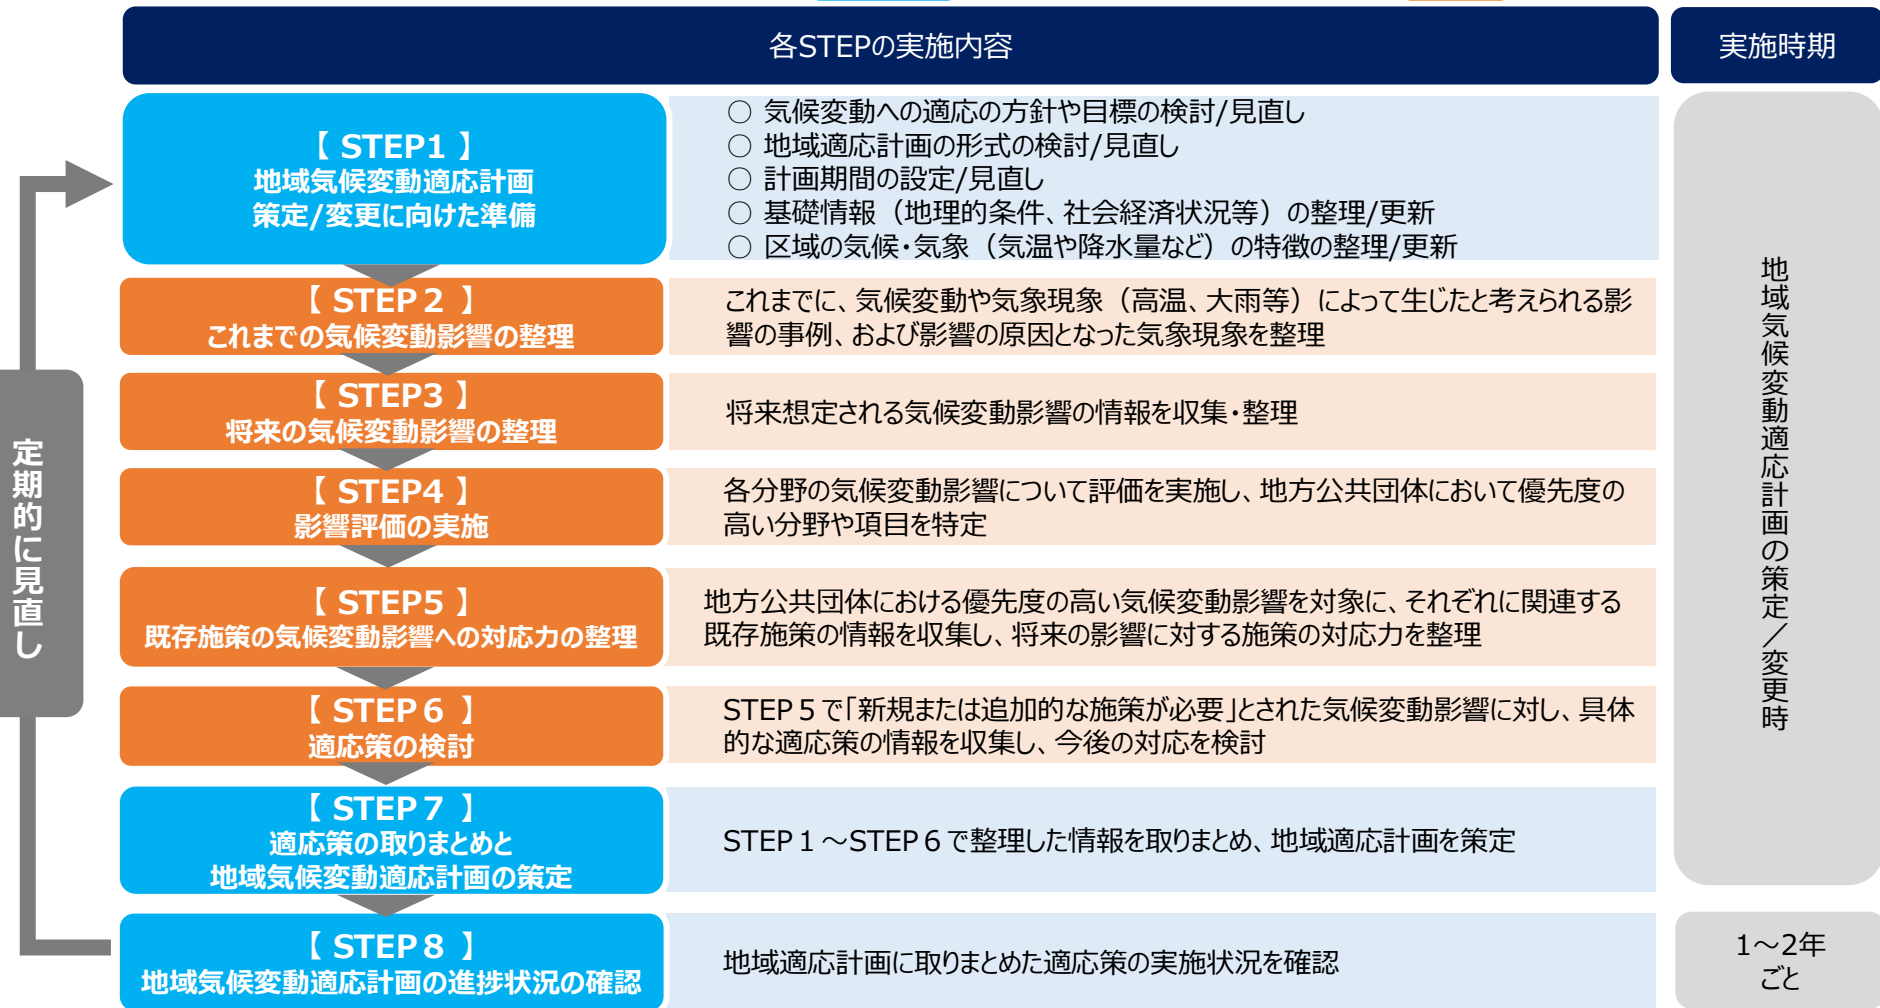 各STEPの実施内容
実施時期
【 STEP1 】
地域気候変動適応計画
策定/変更に向けた準備
○ 気候変動への適応の方針や目標の検討/見直し
○ 地域適応計画の形式の検討/見直し
○ 計画期間の設定/見直し
○ 基礎情報（地理的条件、社会経済状況等）の整理/更新
○ 区域の気候・気象（気温や降水量など）の特徴の整理/更新
【 STEP２ 】
これまでの気候変動影響の整理
これまでに、気候変動や気象現象（高温、大雨等）によって生じたと考えられる影
響の事例、および影響の原因となった気象現象を整理
【 STEP3 】
将来の気候変動影響の整理
将来想定される気候変動影響の情報を収集・整理
【 STEP4 】
影響評価の実施
各分野の気候変動影響について評価を実施し、地方公共団体において優先度の
高い分野や項目を特定
【 STEP5 】
既存施策の気候変動影響への対応力の整理
地方公共団体における優先度の高い気候変動影響を対象に、それぞれに関連する
既存施策の情報を収集し、将来の影響に対する施策の対応力を整理
【 STEP６ 】
適応策の検討
STEP５で「新規または追加的な施策が必要」とされた気候変動影響に対し、具体
的な適応策の情報を収集し、今後の対応を検討
【 STEP７ 】
適応策の取りまとめと
地域気候変動適応計画の策定
STEP１～STEP６で整理した情報を取りまとめ、地域適応計画を策定
【 STEP８ 】
地域気候変動適応計画の進捗状況の確認
地域適応計画に取りまとめた適応策の実施状況を確認
地域気候変動適応計画の策定／変更時
1～2年
ごと
定期的に見直し